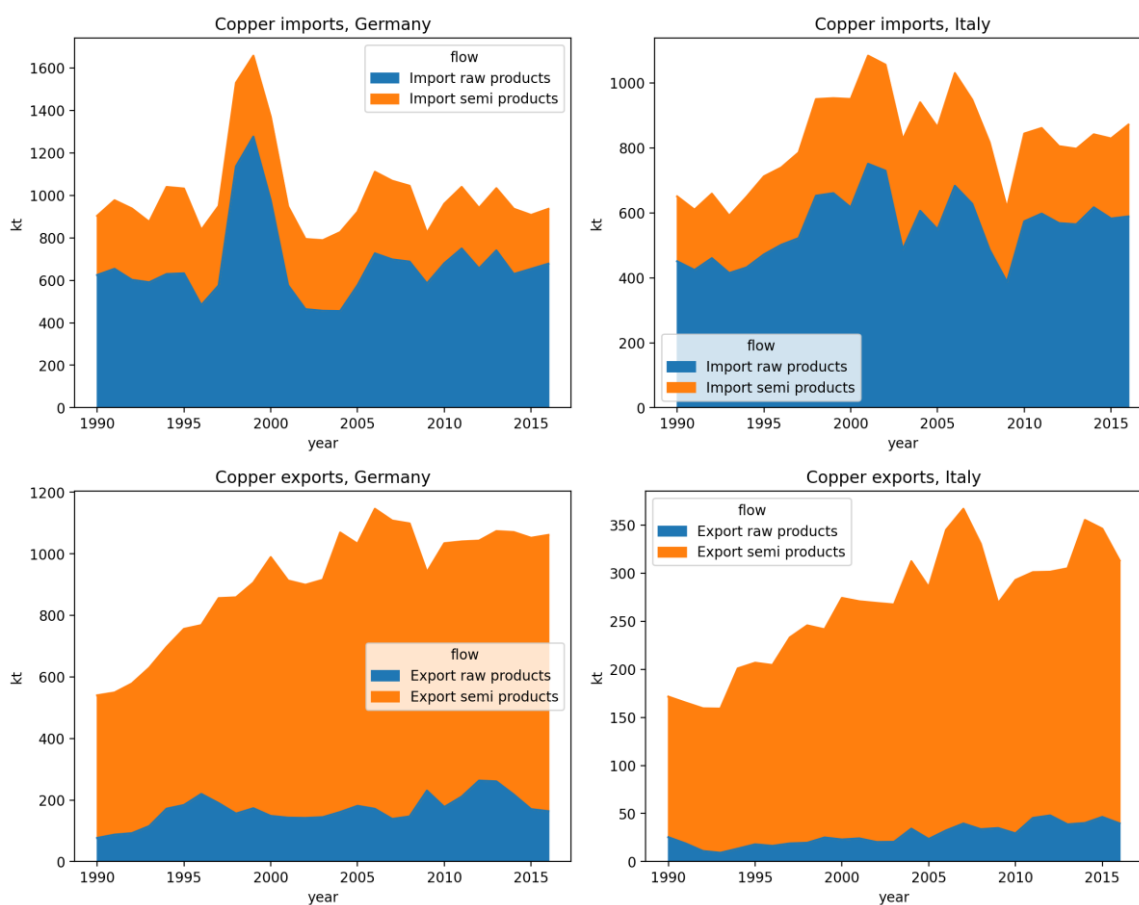 Copper imports, Germany
flow
Import raw products
Import semi products
kt
1600
1400
1200
1000
800
600
400
200
0
1990 1995 2000 2005 2010 2015
year
Copper imports, Italy
kt
1000
800
600
400
200
0
flow
Import raw products
Import semi products
1990 1995 2000 2005 2010 2015
year
Copper exports, Germany
kt
1200
1000
800
600
400
200
0
flow
Export raw products
Export semi products
1990 1995 2000 2005 2010 2015
year
Copper exports, Italy
flow
Export raw products
Export semi products
kt
350
300
250
200
150
100
50
0
1990 1995 2000 2005 2010 2015
year